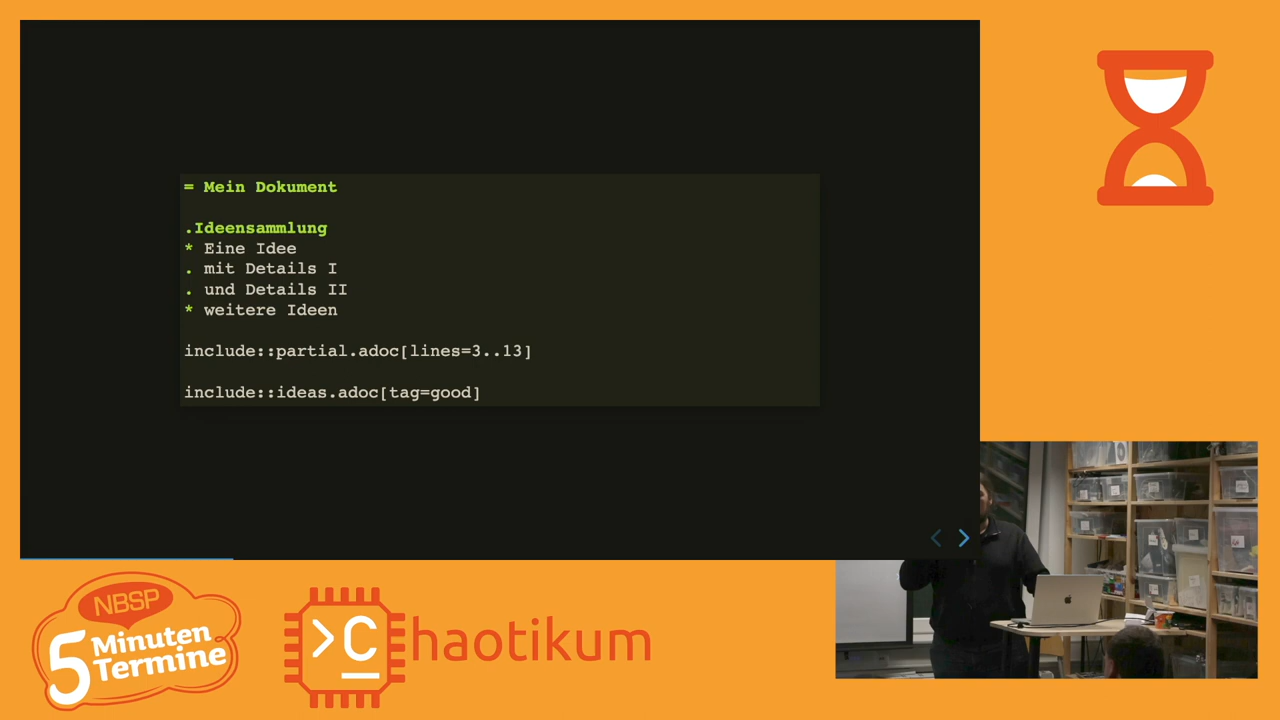 = Mein Dokument
.Ideensammlung
* Eine Idee
. mit Details I
. und Details II
* weitere Ideen
include::partial.adoc[lines=3..13]
include::ideas.adoc[tag=good]
NBSP
5 Minuten
Termine
>C_haotikum